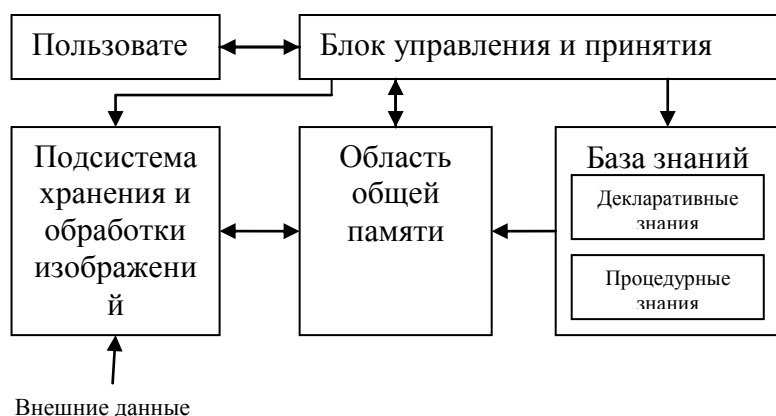 Пользовате
Блок управления и принятия
Подсистема
хранения и
обработки
изображени
й
Область
общей
памяти
База знаний
Декларативные
знания
Процедурные
знания
Внешние данные